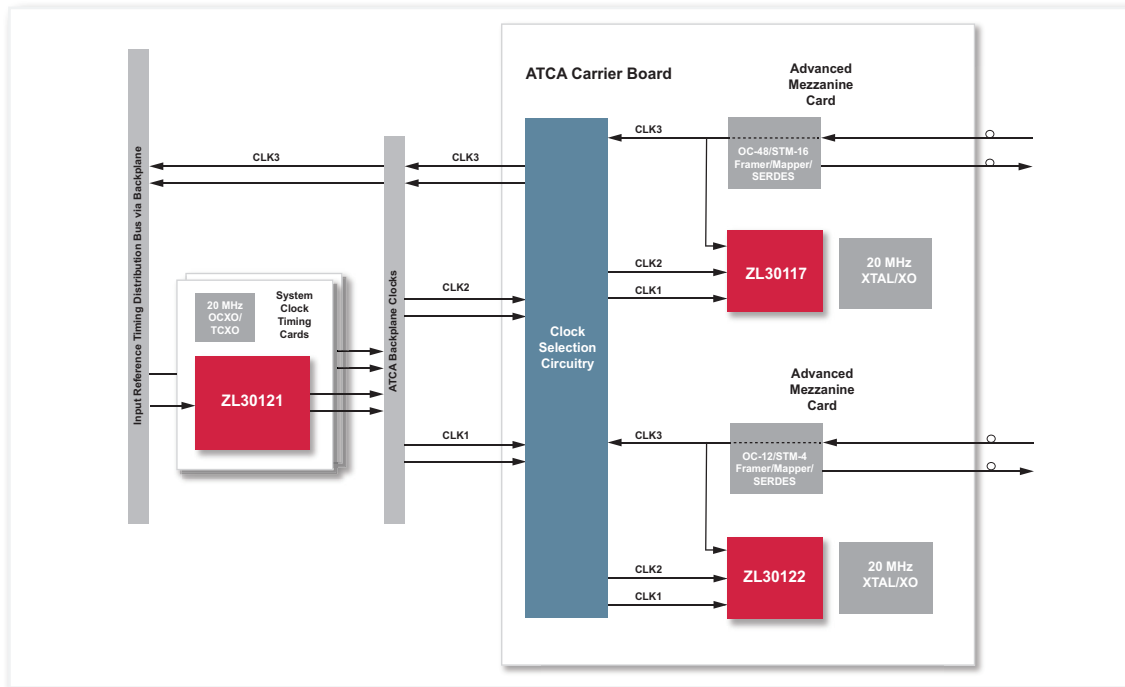 ATCA Carrier Board
Advanced
Mezzanine
Card
CLK3
OC-48/STM-16
Framer/Mapper/
SERDES
CLK3
CLK3
Input Reference Timing Distribution Bus via Backplane
ATCA Backplane Clocks
CLK2
CLK1
ZL30117
20 MHz
XTAL/XO
20 MHz
OCXO/
TCXO
System
Clock
Timing
Cards
ZL30121
CLK2
Clock
Selection
Circuitry
Advanced
Mezzanine
Card
CLK1
CLK3
OC-12/STM-4
Framer/Mapper/
SERDES
CLK2
CLK1
ZL30122
20 MHz
XTAL/XO